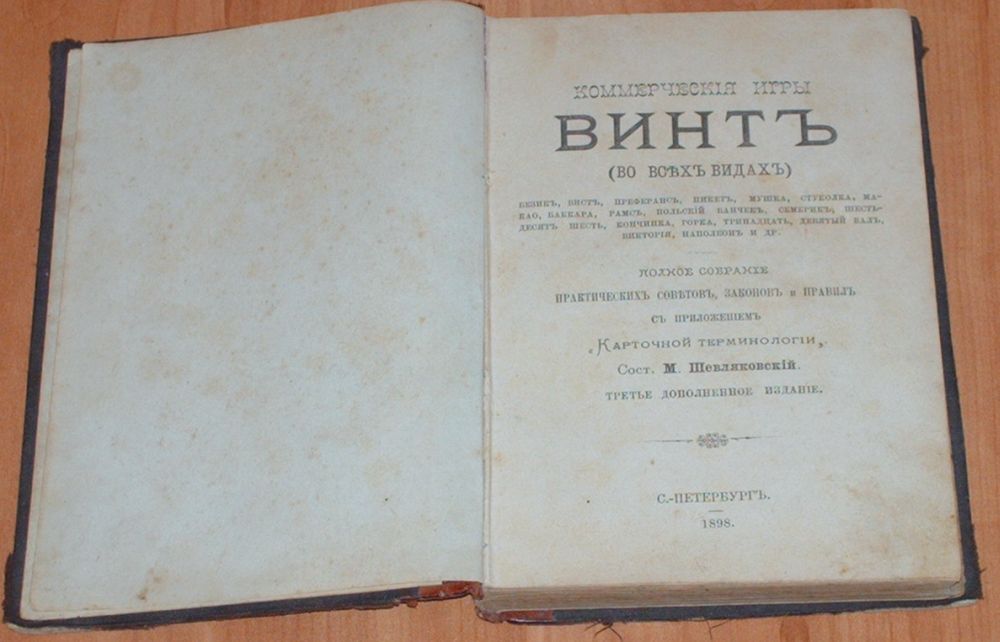 КОММЕРЧЕСКІЯ ИГРЫ
ВИНТЪ
(ВО ВСѢХЪ ВИДАХЪ)
БЕЗИКЪ, ВИСТЪ, ПРЕФЕРАНСЪ, ПИКЕТЪ, МУШКА, СТУКОЛКА, МА-
КАО, БАККАРА, РАМСЪ, ПОЛЬСКІЙ БАНЧЕКЪ, СЕМЕРИКЪ, ШЕСТЬ-
ДЕСЯТЪ ШЕСТЬ, КОНЧИНКА, ГОРКА, ТРИНАДЦАТЬ, ДЕВЯТЫЙ ВАЛЪ,
ВИКТОРІЯ, НАПОЛЕОНЪ И ДР.
ПОЛНОЕ СОБРАНІЕ
ПРАКТИЧЕСКИХЪ СОВѢТОВЪ, ЗАКОНОВЪ и ПРАВИЛЪ
СЪ ПРИЛОЖЕНІЕМЪ
„КАРТОЧНОЙ ТЕРМИНОЛОГІИ„.
Сост. М. Шевляковскій.
ТРЕТЬЕ ДОПОЛНЕННОЕ ИЗДАНІЕ.
С.-ПЕТЕРБУРГЪ.
1898.